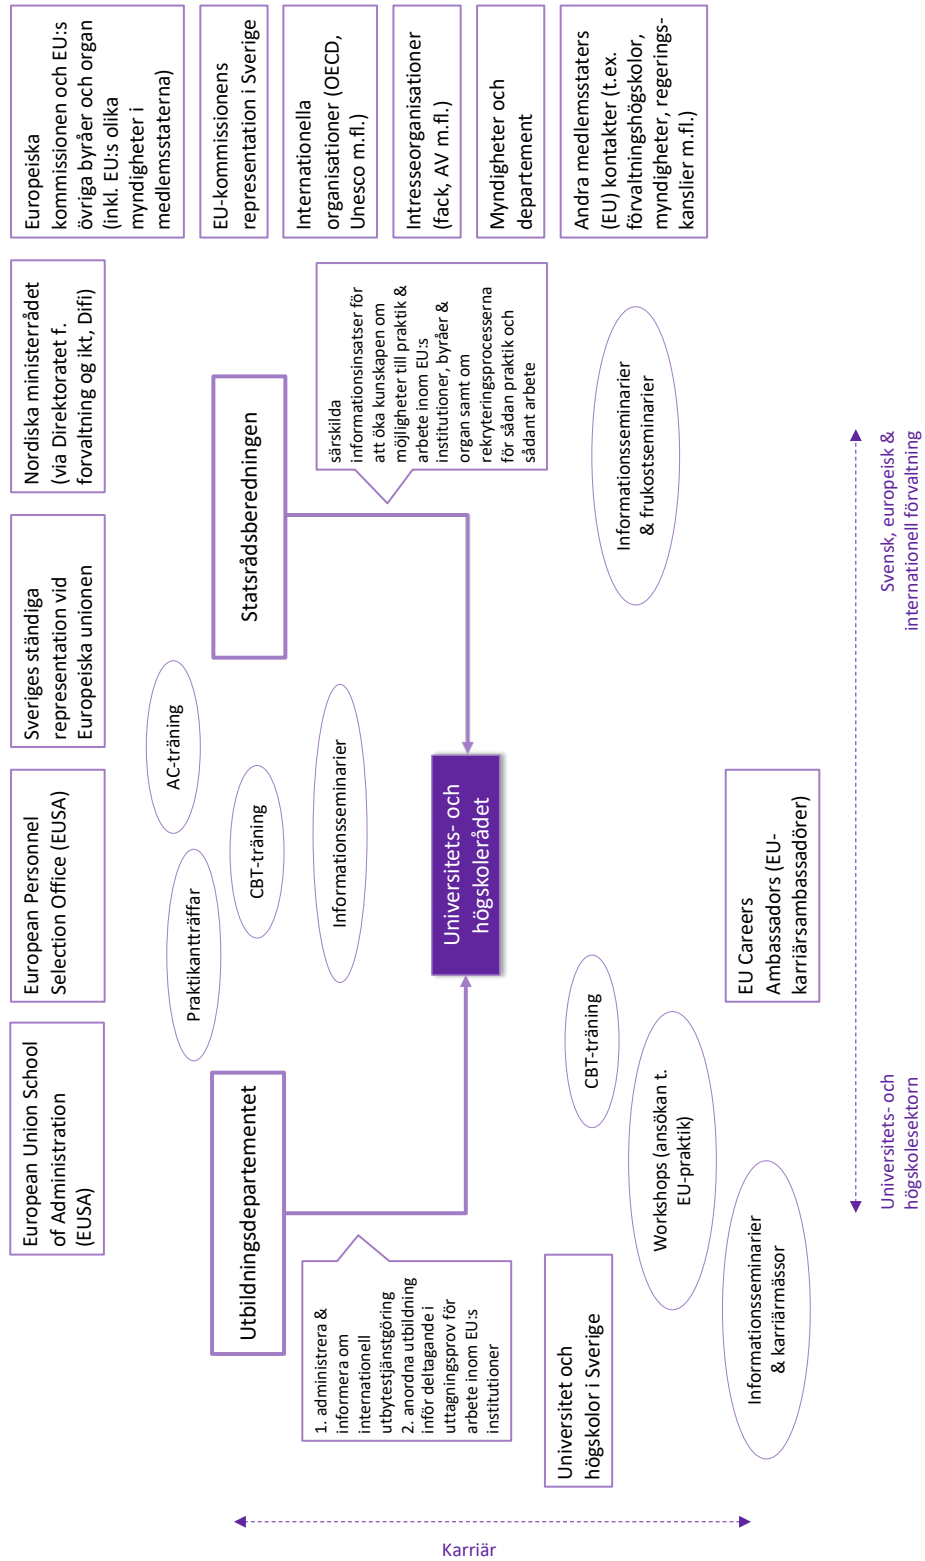 European Union School
of Administration
(EUSA)
European Personnel
Selection Office (EUSA)
Sveriges ständiga
representation vid
Europeiska unionen
Nordiska ministerrådet
(via Direktoratet f.
forvaltning og ikt, Difi)
Europeiska
kommissionen och EU:s
övriga byråer och organ
(inkl. EU:s olika
myndigheter i
medlemsstaterna)
EU-kommissionens
representation i Sverige
Internationella
organisationer (OECD,
Unesco m.fl.)
Intresseorganisationer
(fack, AV m.fl.)
Myndigheter och
departement
Andra medlemsstaters
(EU) kontakter (t.ex.
förvaltningshögskolor,
myndigheter, regerings-
kanslier m.fl.)
Praktikantträffar
AC-träning
CBT-träning
Informationsseminarier
Utbildningsdepartementet
Statsrådsberedningen
1. administrera &
informera om
internationell
utbytestjänstgöring
2. anordna utbildning
inför deltagande i
uttagningsprov för
arbete inom EU:s
institutioner
särskilda
informationsinsatser för
att öka kunskapen om
möjligheter till praktik &
arbete inom EU:s
institutioner, byråer &
organ samt om
rekryteringsprocesserna
för sådan praktik och
sådant arbete
Universitets- och
högskolerådet
Universitet och
högskolor i Sverige
CBT-träning
Workshops (ansökan t.
EU-praktik)
Informationsseminarier
& karriärmässor
Informationsseminarier
& frukostseminarier
EU Careers
Ambassadors (EU-
karriärsambassadörer)
Karriär
Universitets- och
högskolesektorn
Svensk, europeisk &
internationell förvaltning